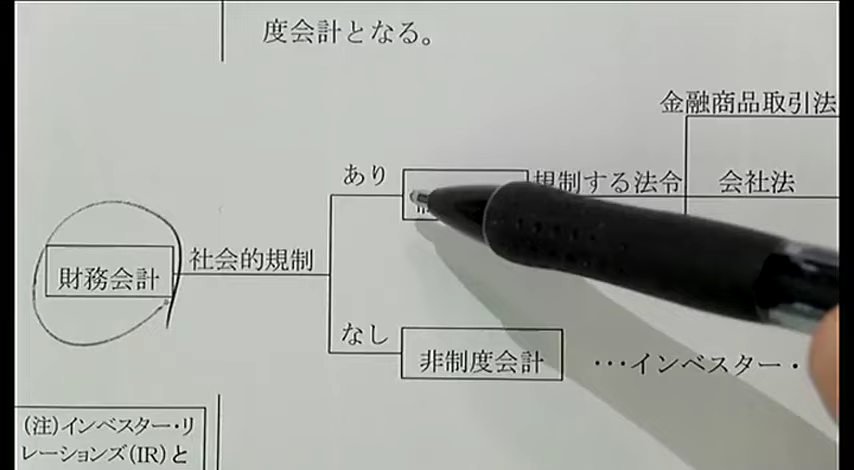 度会計となる。
金融商品取引法
あり
規制する法令
会社法
社会的規制
財務会計
なし
非制度会計
…インベスター・
(注)インベスター・リ
レーションズ(IR)と